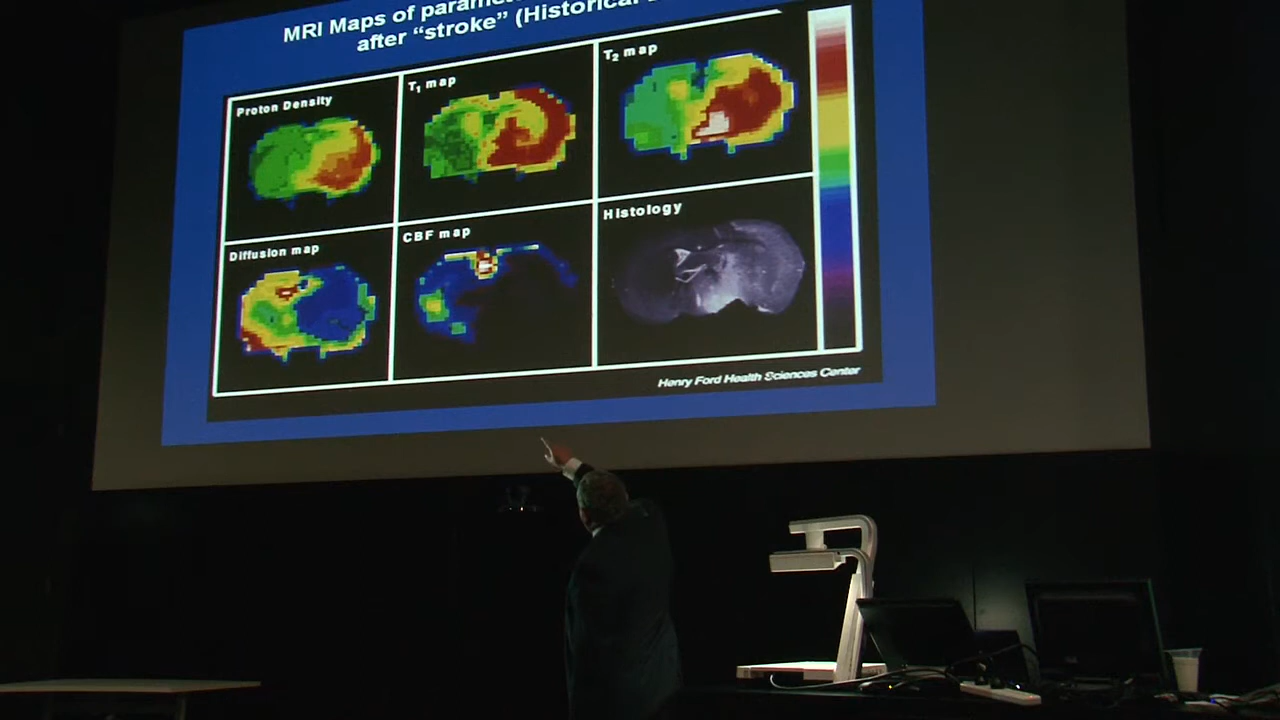 MRI Maps of
after “stroke” (Historical
Proton Density
T₁ map
T₂ map
Diffusion map
CBF map
Histology
Henry Ford Health Sciences Center